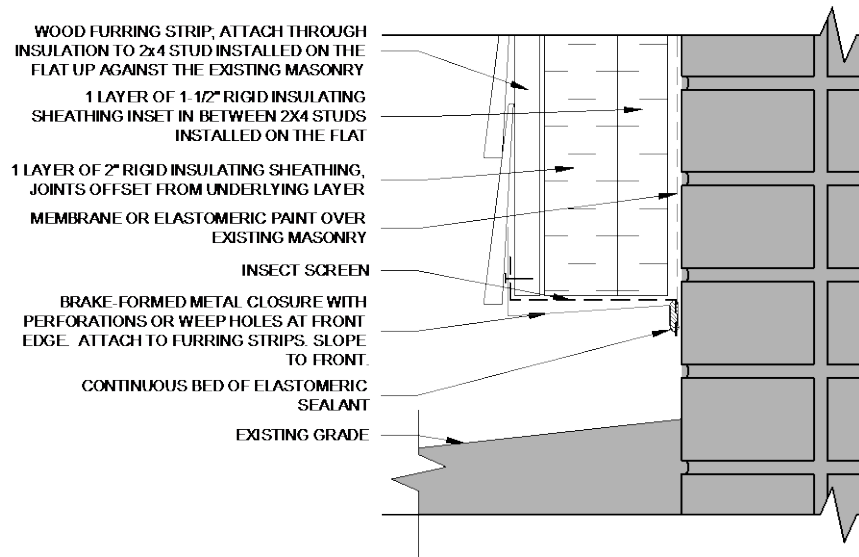 WOOD FURRING STRIP; ATTACH THROUGH
INSULATION TO 2x4 STUD INSTALLED ON THE
FLAT UP AGAINST THE EXISTING MASONRY
1 LAYER OF 1-1/2" RIGID INSULATING
SHEATHING INSET IN BETWEEN 2X4 STUDS
INSTALLED ON THE FLAT
1 LAYER OF 2" RIGID INSULATING SHEATHING,
JOINTS OFFSET FROM UNDERLYING LAYER
MEMBRANE OR ELASTOMERIC PAINT OVER
EXISTING MASONRY
INSECT SCREEN
BRAKE-FORMED METAL CLOSURE WITH
PERFORATIONS OR WEEP HOLES AT FRONT
EDGE. ATTACH TO FURRING STRIPS. SLOPE
TO FRONT.
CONTINUOUS BED OF ELASTOMERIC
SEALANT
EXISTING GRADE